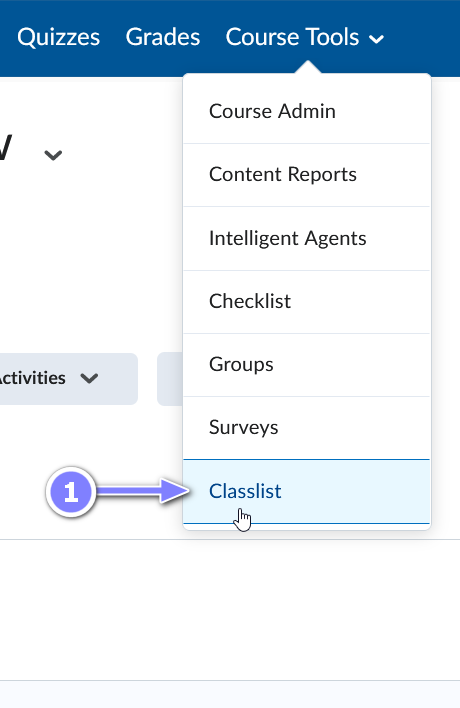 Quizzes Grades Course Tools
Course Admin
Content Reports
Intelligent Agents
Checklist
Groups
ctivities
Surveys
1 Classlist